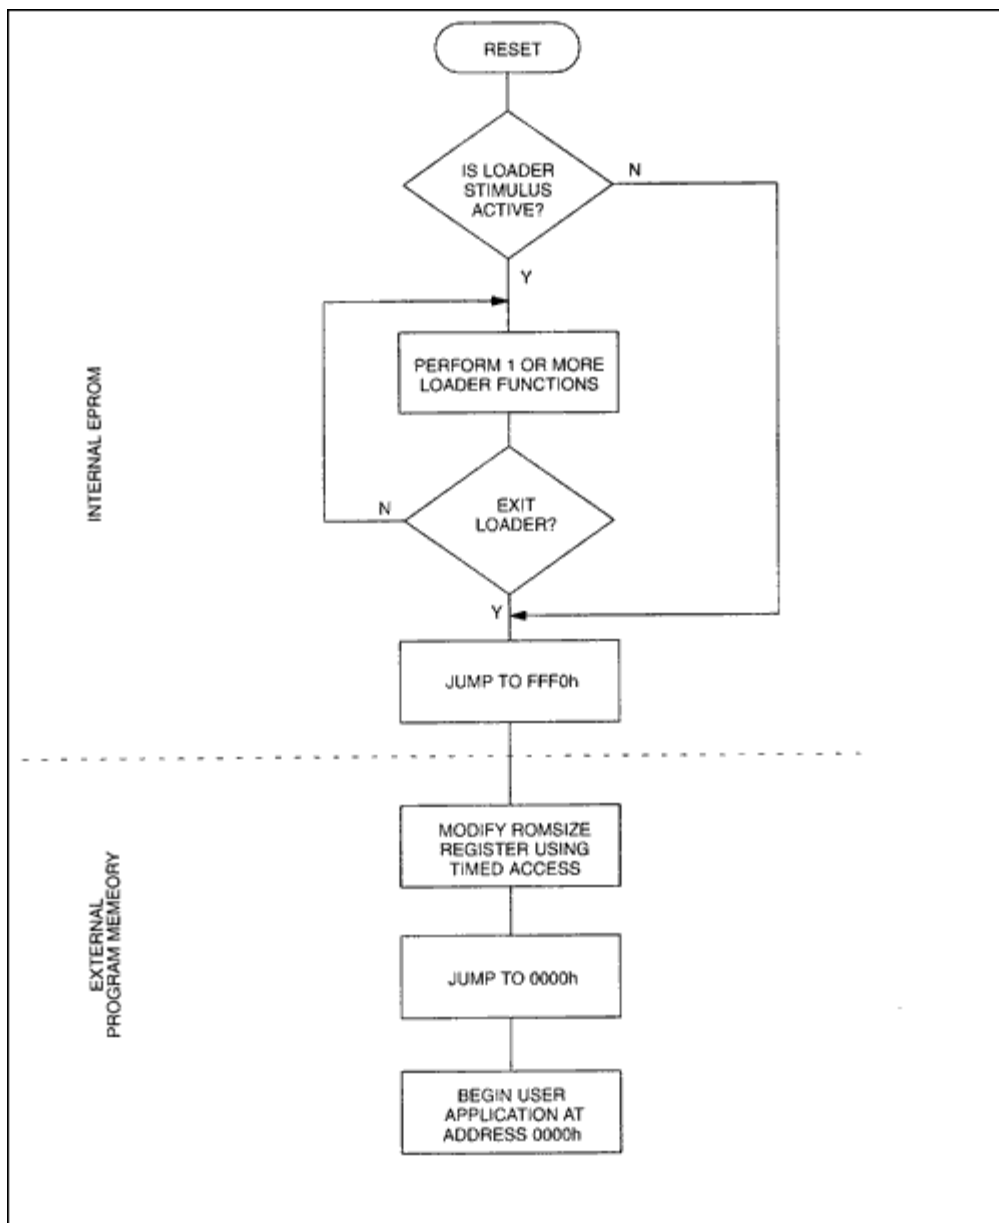 RESET
IS LOADER
STIMULUS
ACTIVE?
N
Y
PERFORM 1 OR MORE
LOADER FUNCTIONS
INTERNAL EPROM
N
EXIT
LOADER?
Y
JUMP TO FFF0h
MODIFY ROMSIZE
REGISTER USING
TIMED ACCESS
EXTERNAL
PROGRAM MEMEORY
JUMP TO 0000h
BEGIN USER
APPLICATION AT
ADDRESS 0000h